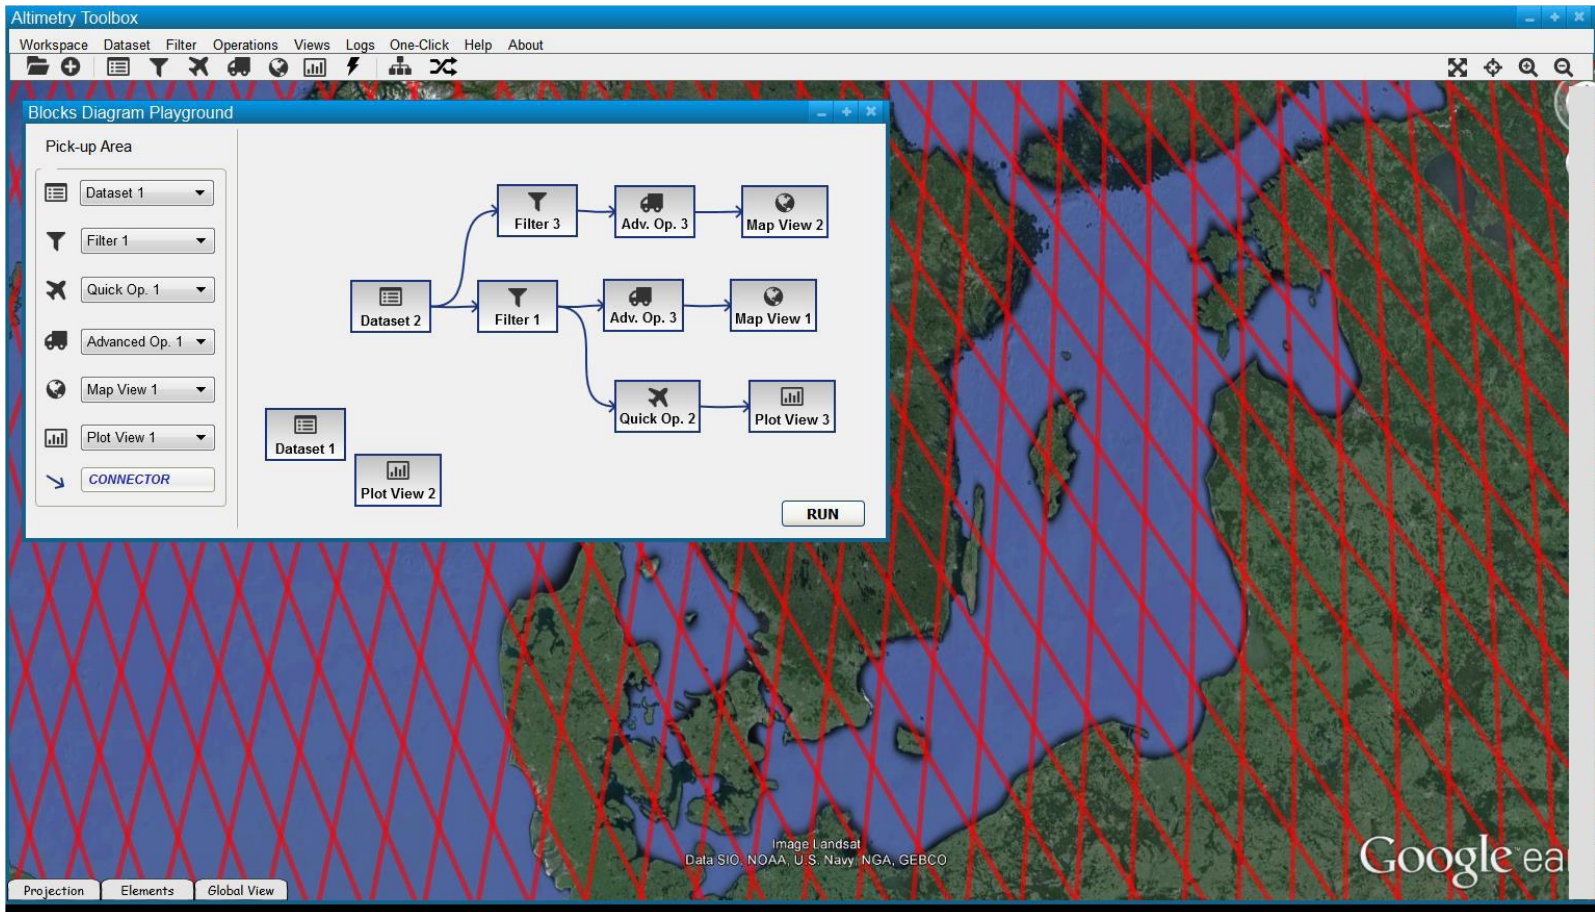 Altimetry Toolbox
Workspace Dataset Filter Operations Views Logs One-Click Help About
Blocks Diagram Playground
Pick-up Area
Dataset 1
Filter 1
Quick Op. 1
Advanced Op. 1
Map View 1
Plot View 1
CONNECTOR
Filter 3
Adv. Op. 3
Map View 2
Dataset 2
Filter 1
Adv. Op. 3
Map View 1
Quick Op. 2
Plot View 3
Dataset 1
Plot View 2
RUN
Image Landsat
Data SIO, NOAA, U.S. Navy, NGA, GEBCO
Google ea
Projection Elements Global View